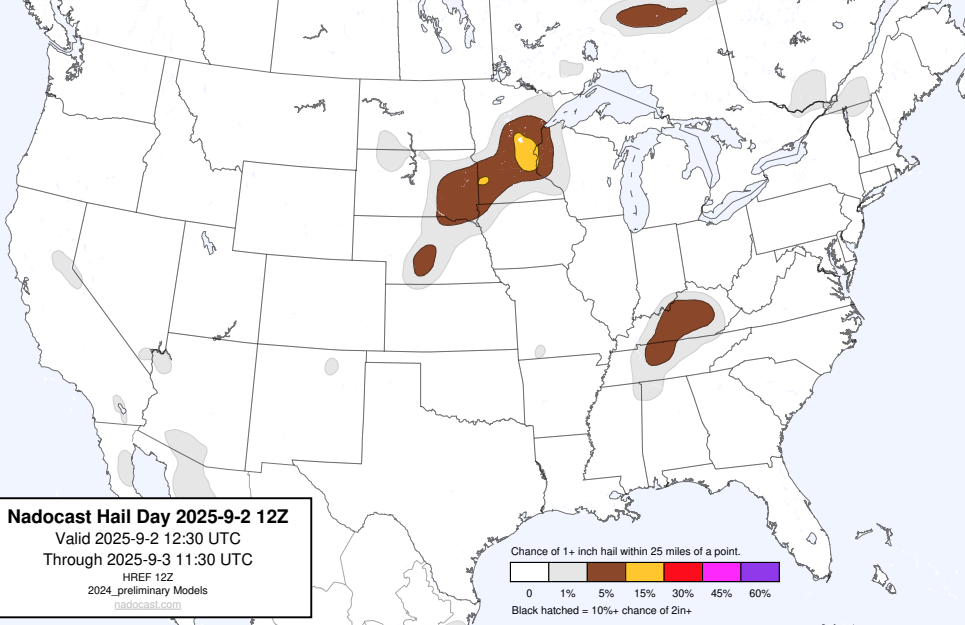 Nadocast Hail Day 2025-9-2 12Z
Valid 2025-9-2 12:30 UTC
Through 2025-9-3 11:30 UTC
HREF 12Z
2024_preliminary Models
nadocast.com
Chance of 1+ inch hail within 25 miles of a point.
0 1% 5% 15% 30% 45% 60%
Black hatched = 10%+ chance of 2in+